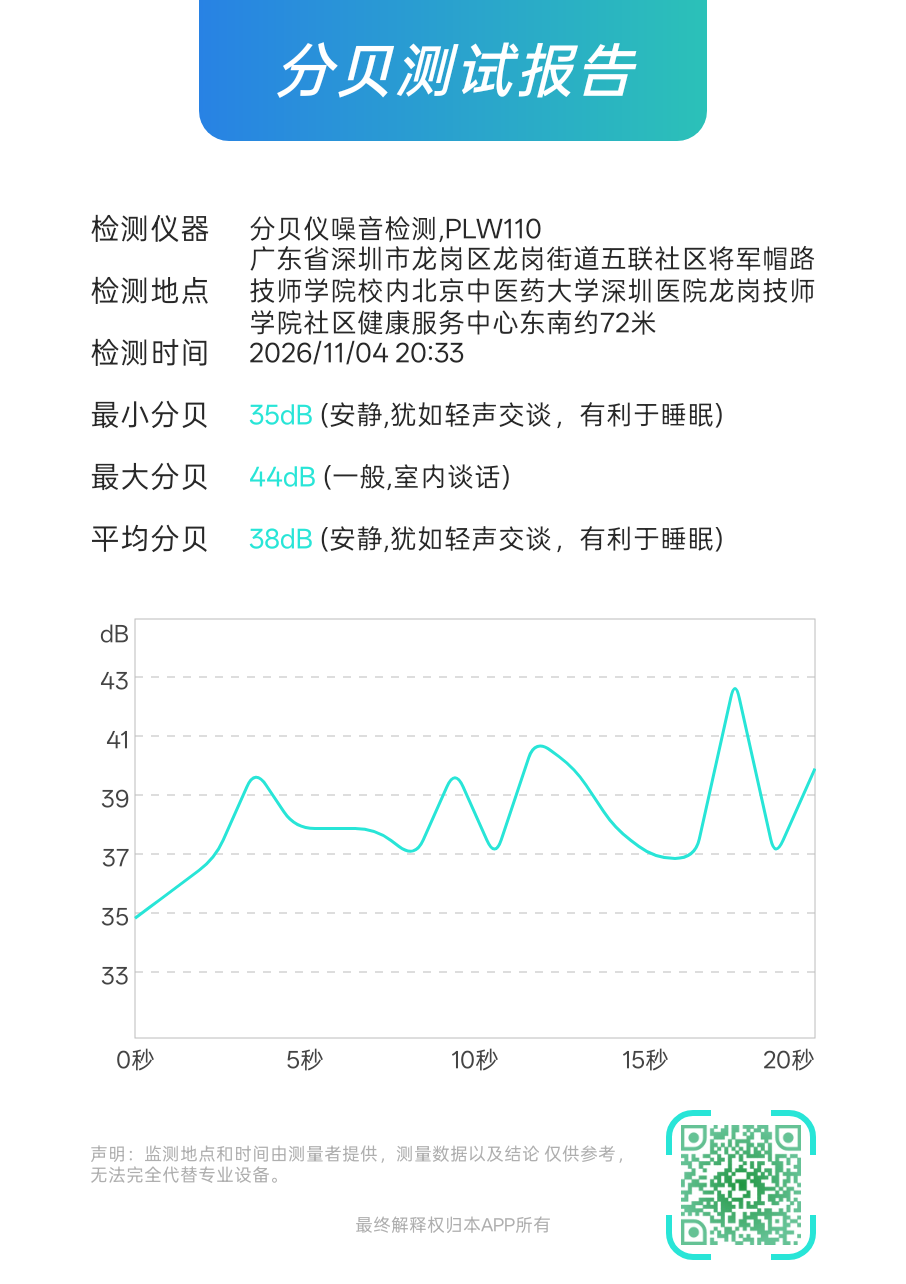 分贝测试报告
检测仪器 分贝仪噪音检测,PLW110
广东省深圳市龙岗区龙岗街道五联社区将军帽路
检测地点 技师学院校内北京中医药大学深圳医院龙岗技师
学院社区健康服务中心东南约72米
检测时间 2026/11/04 20:33
最小分贝 35dB (安静,犹如轻声交谈，有利于睡眠)
最大分贝 44dB (一般,室内谈话)
平均分贝 38dB (安静,犹如轻声交谈，有利于睡眠)
dB
43
41
39
37
35
33
0秒 5秒 10秒 15秒 20秒
声明：监测地点和时间由测量者提供，测量数据以及结论 仅供参考，
无法完全代替专业设备。
最终解释权归本APP所有